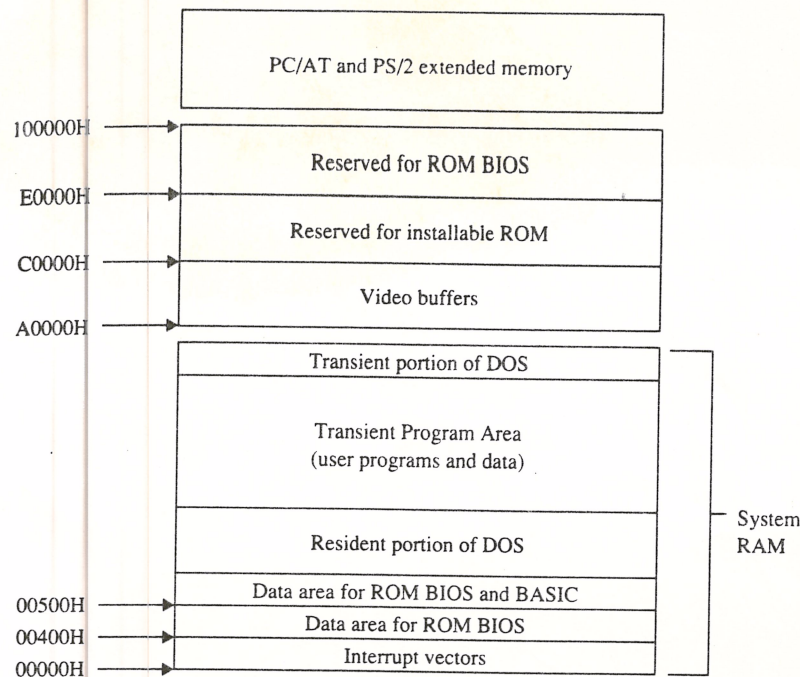 PC/AT and PS/2 extended memory
100000H
Reserved for ROM BIOS
E0000H
Reserved for installable ROM
C0000H
Video buffers
A0000H
Transient portion of DOS
Transient Program Area
(user programs and data)
System
RAM
Resident portion of DOS
Data area for ROM BIOS and BASIC
00500H
Data area for ROM BIOS
00400H
Interrupt vectors
00000H